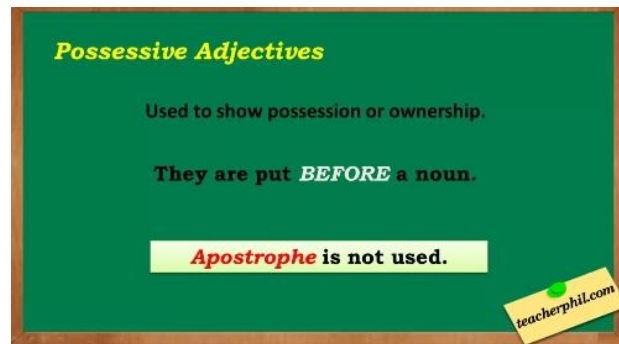 Possessive Adjectives
Used to show possession or ownership.
They are put BEFORE a noun.
Apostrophe is not used.
teacherphil.com